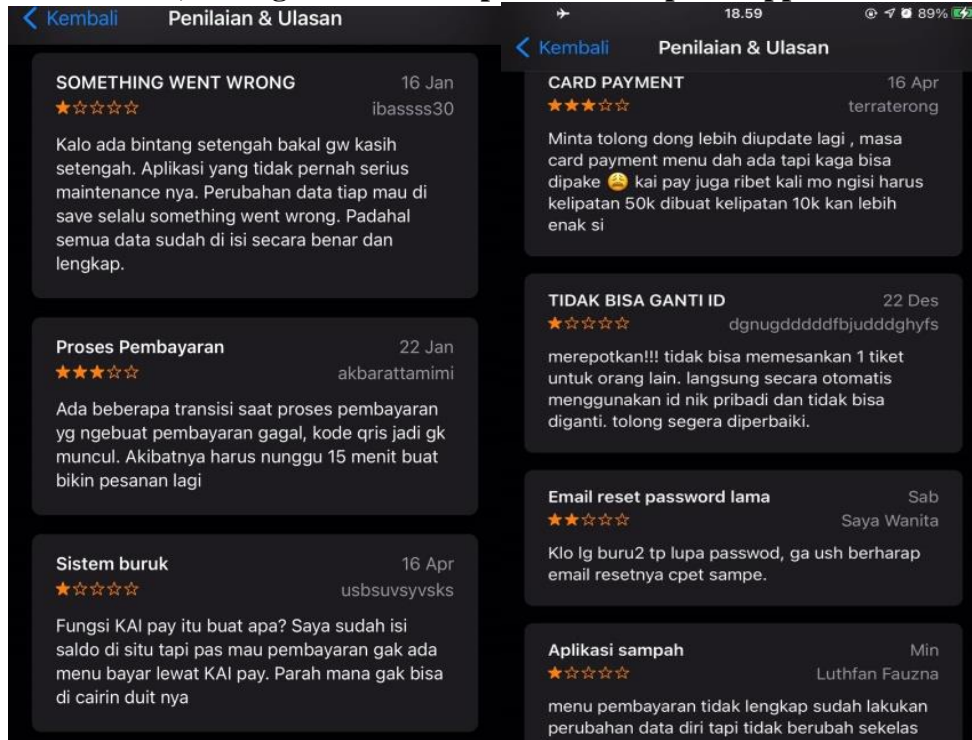 Kembali
Penilaian & Ulasan
SOMETHING WENT WRONG
16 Jan
★☆☆☆☆
ibassss30
Kalo ada bintang setengah bakal gw kasih
setengah. Aplikasi yang tidak pernah serius
maintenance nya. Perubahan data tiap mau di
save selalu something went wrong. Padahal
semua data sudah di isi secara benar dan
lengkap.
Proses Pembayaran
22 Jan
★★★☆☆
akbarattamimi
Ada beberapa transisi saat proses pembayaran
yg ngebuat pembayaran gagal, kode qris jadi gk
muncul. Akibatnya harus nunggu 15 menit buat
bikin pesanan lagi
Sistem buruk
16 Apr
★☆☆☆☆
usbsuvsyvsks
Fungsi KAI pay itu buat apa? Saya sudah isi
saldo di situ tapi pas mau pembayaran gak ada
menu bayar lewat KAI pay. Parah mana gak bisa
di cairin duit nya
18.59
89%
Kembali
Penilaian & Ulasan
CARD PAYMENT
16 Apr
★★★☆☆
terraterong
Minta tolong dong lebih diupdate lagi , masa
card payment menu dah ada tapi kaga bisa
dipake 😩 kai pay juga ribet kali mo ngisi harus
kelipatan 50k dibuat kelipatan 10k kan lebih
enak si
TIDAK BISA GANTI ID
22 Des
★☆☆☆☆
dgnugdddddfbjudddghyfs
merepotkan!!! tidak bisa memesankan 1 tiket
untuk orang lain. langsung secara otomatis
menggunakan id nik pribadi dan tidak bisa
diganti. tolong segera diperbaiki.
Email reset password lama
Sab
★★☆☆☆
Saya Wanita
Klo lg buru2 tp lupa passwod, ga ush berharap
email resetnya cpet sampe.
Aplikasi sampah
Min
★☆☆☆☆
Luthfan Fauzna
menu pembayaran tidak lengkap sudah lakukan
perubahan data diri tapi tidak berubah sekelas